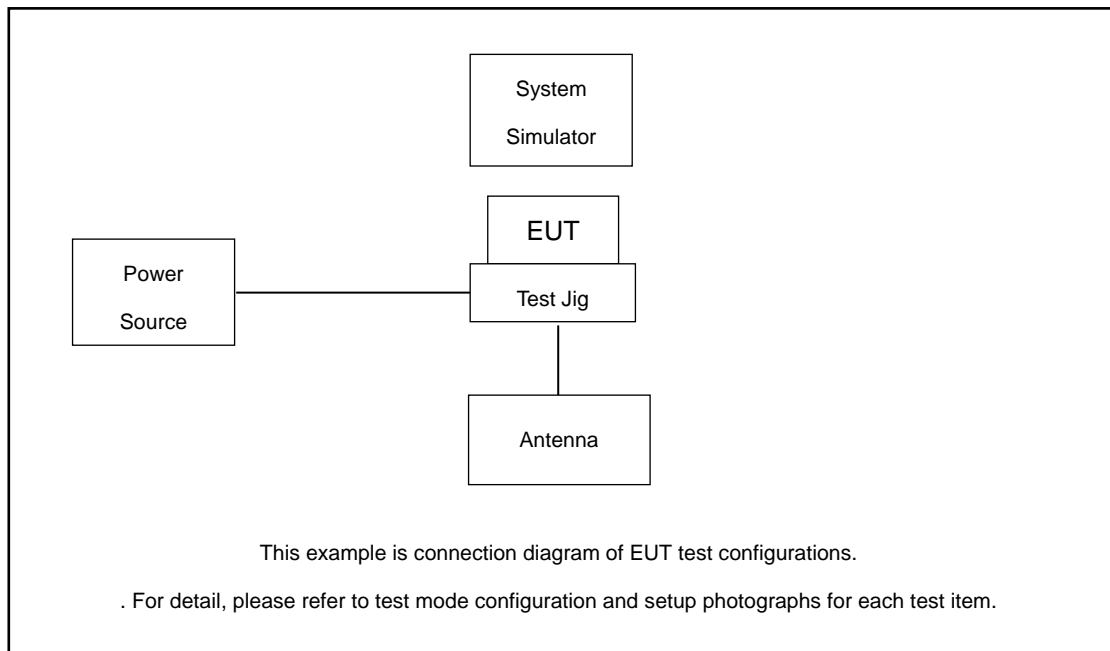 System
Simulator
EUT
Power
Source
Test Jig
Antenna
This example is connection diagram of EUT test configurations.
. For detail, please refer to test mode configuration and setup photographs for each test item.